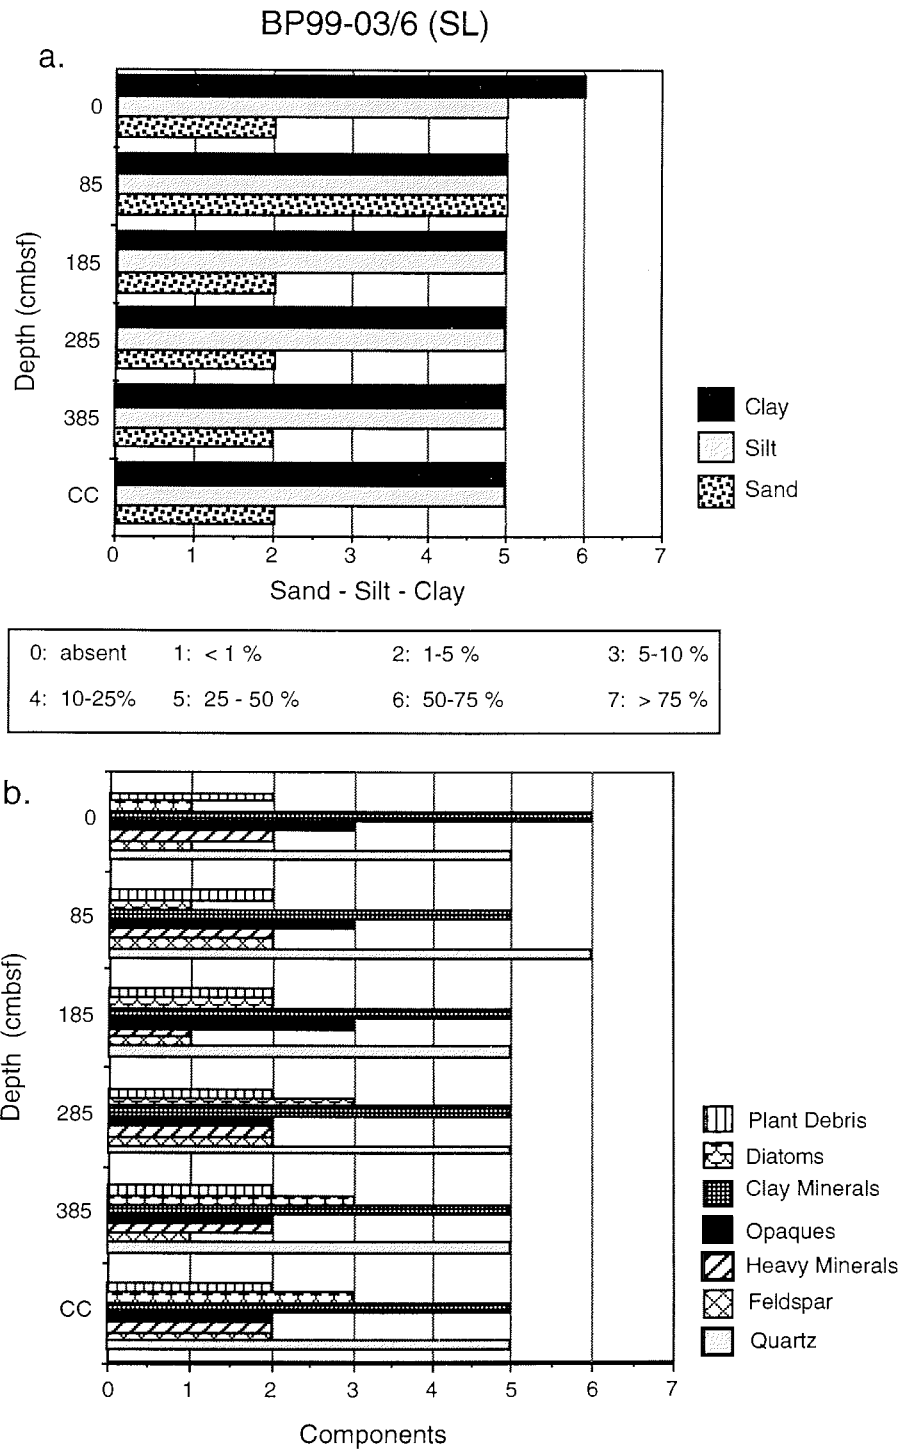 BP99-03/6 (SL)
a.
Depth (cmbsf)
0
85
185
285
385
CC
0 1 2 3 4 5 6 7
Sand - Silt - Clay
Clay
Silt
Sand
0: absent 1: < 1 % 2: 1-5 % 3: 5-10 %
4: 10-25% 5: 25 - 50 % 6: 50-75 % 7: > 75 %
b.
Depth (cmbsf)
0
85
185
285
385
CC
0 1 2 3 4 5 6 7
Components
Plant Debris
Diatoms
Clay Minerals
Opaques
Heavy Minerals
Feldspar
Quartz